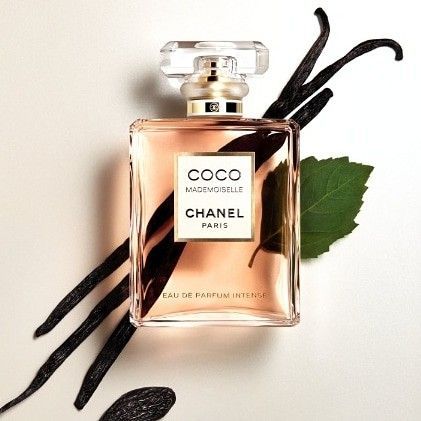 COCO
MADEMOISELLE
CHANEL
PARIS
EAU DE PARFUM INTENSE